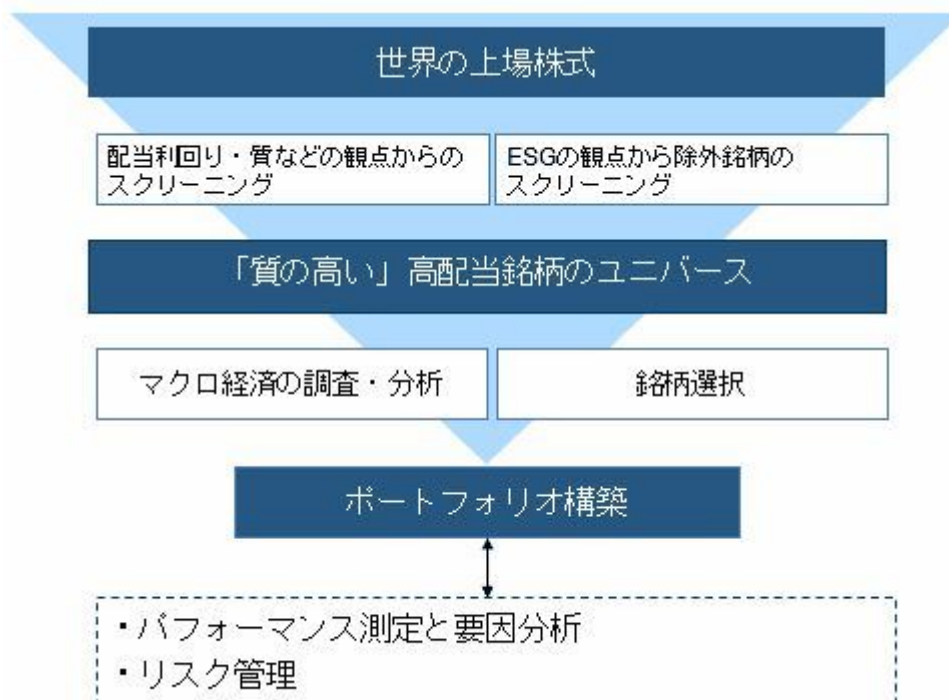 世界の上場株式
配当利回り・質などの観点からの
スクリーニング
ESGの観点から除外銘柄の
スクリーニング
「質の高い」高配当銘柄のユニバース
マクロ経済の調査・分析
銘柄選択
ポートフォリオ構築
・パフォーマンス測定と要因分析
・リスク管理